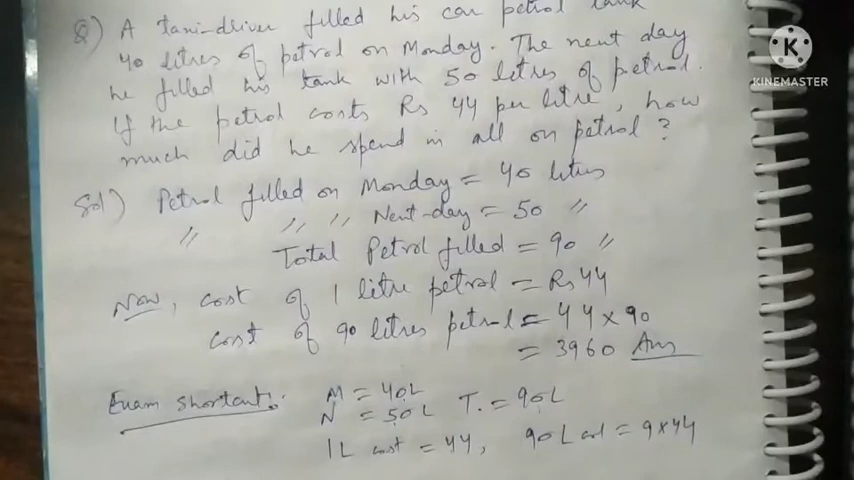 Q) A taxi-driver filled his car petrol tank
40 litres of petrol on Monday. The next day
he filled his tank with 50 litres of petrol.
If the petrol costs Rs 44 per litre, how
much did he spend in all on petrol?
Sol) Petrol filled on Monday = 40 litres
〃 〃 〃 Next-day = 50 〃
Total Petrol filled = 90 〃
Now, cost of 1 litre petrol = Rs 44
cost of 90 litres petrol = 44 × 90
= 3960 Ans
Exam shortcut:-
M = 40L
N = 50L T. = 90L
1L cost = 44, 90L cost = 9×44
K
KINEMASTER